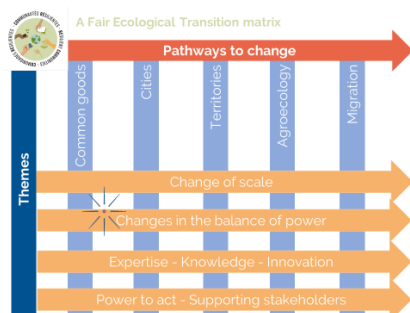 A Fair Ecological Transition matrix
Pathways to change
Themes
Common goods
Cities
Territories
Agroecology
Migration
Change of scale
Changes in the balance of power
Expertise - Knowledge - Innovation
Power to act - Supporting stakeholders